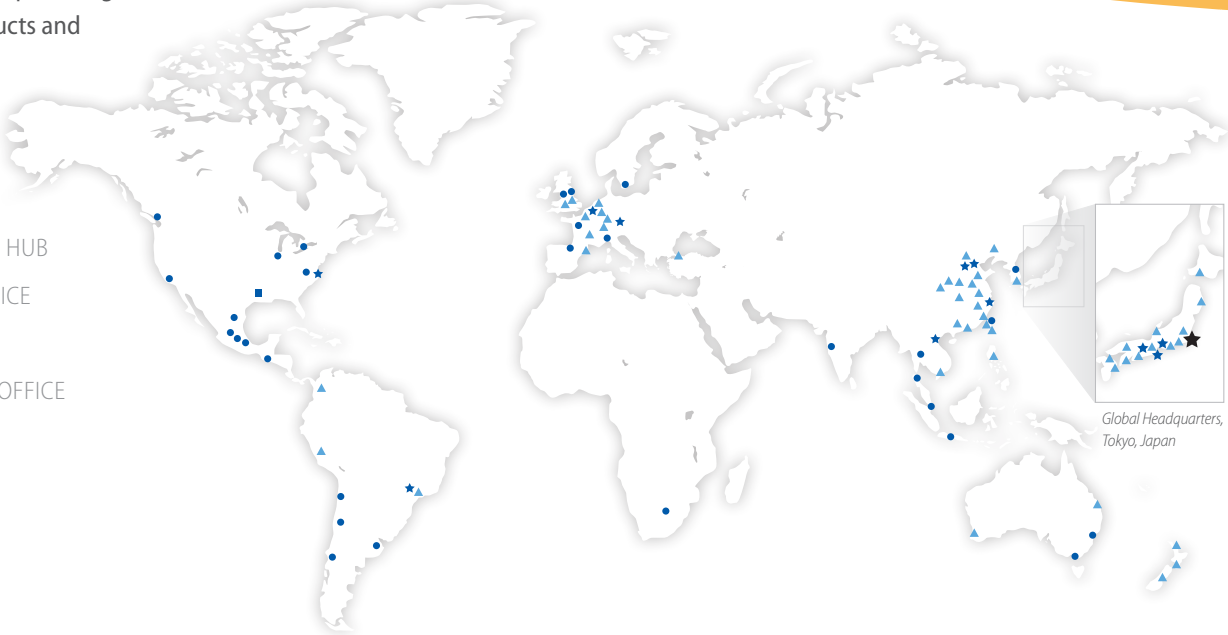 ucts and
HUB
ICE
OFFICE
Global Headquarters,
Tokyo, Japan